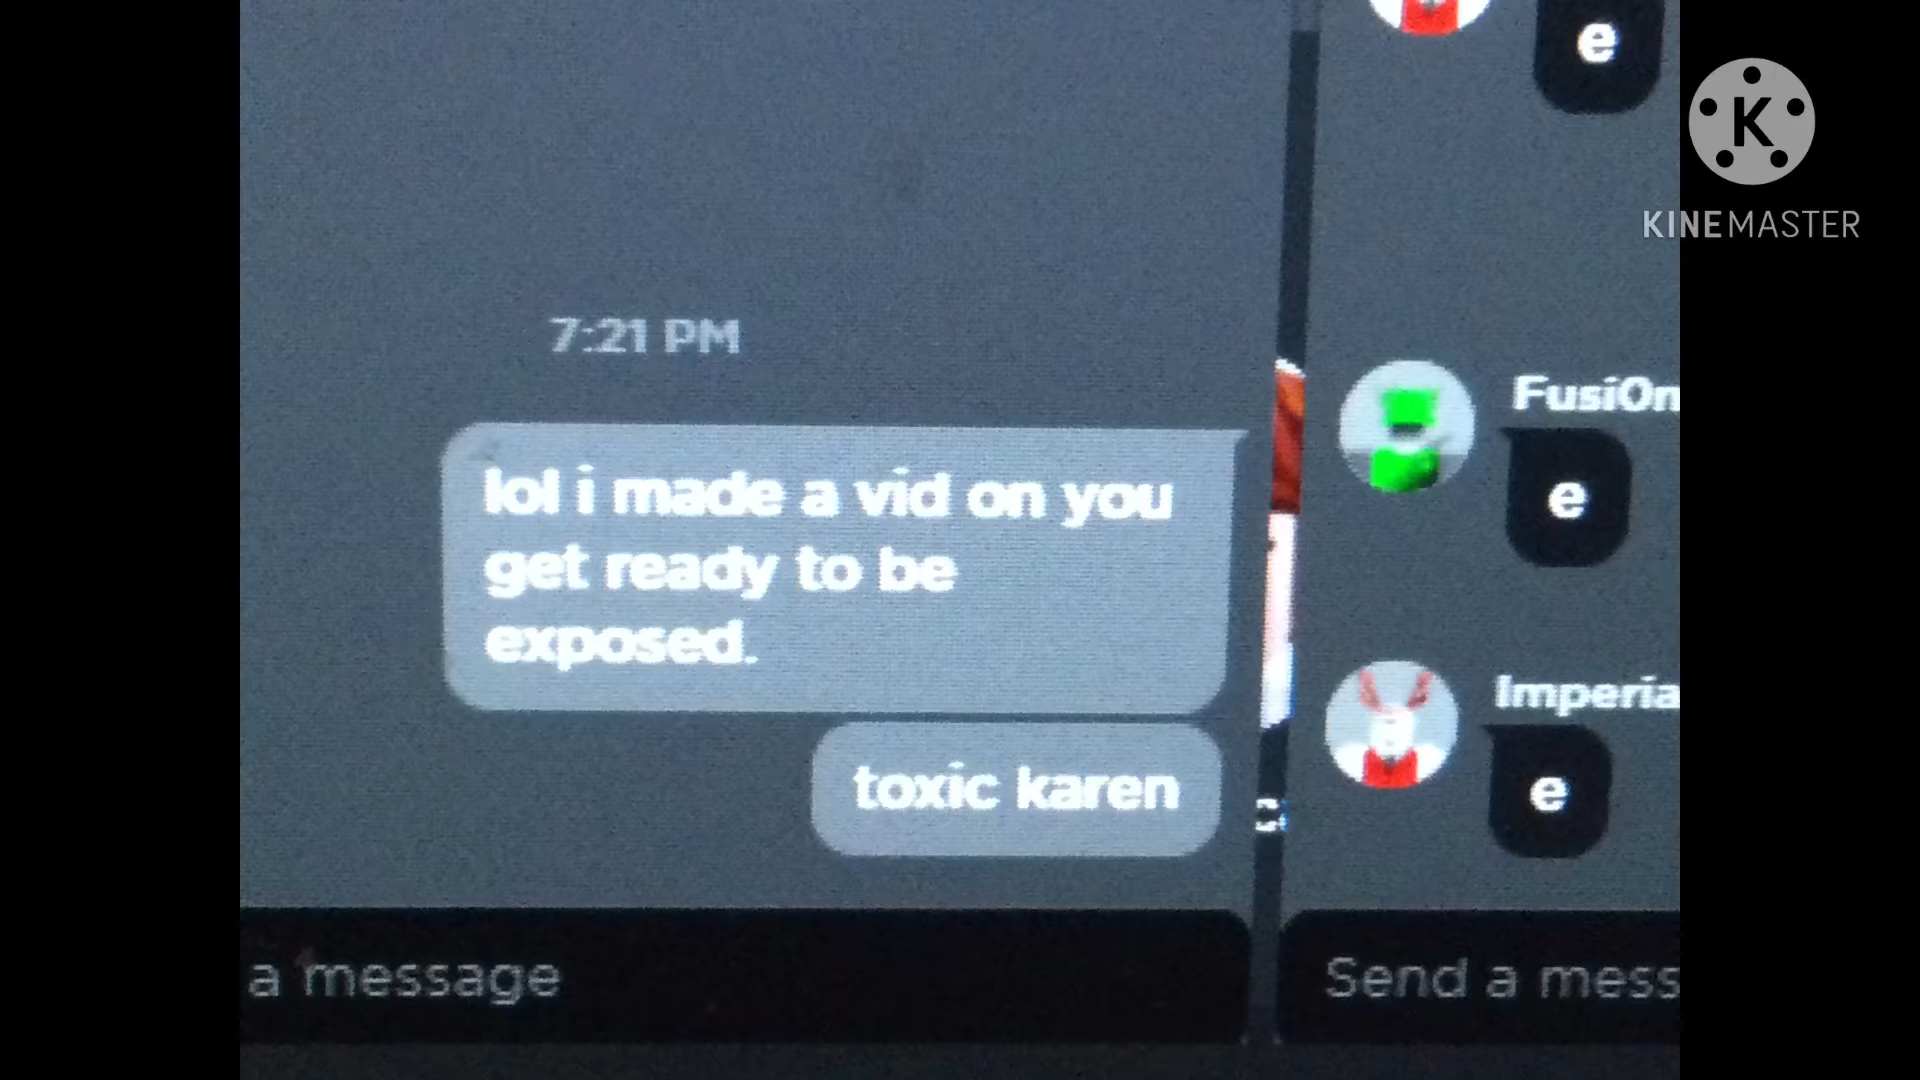 e
KINEMASTER
7:21 PM
lol i made a vid on you
get ready to be
exposed.
toxic karen
Fusi0n
e
Imperia
e
a message
Send a mess